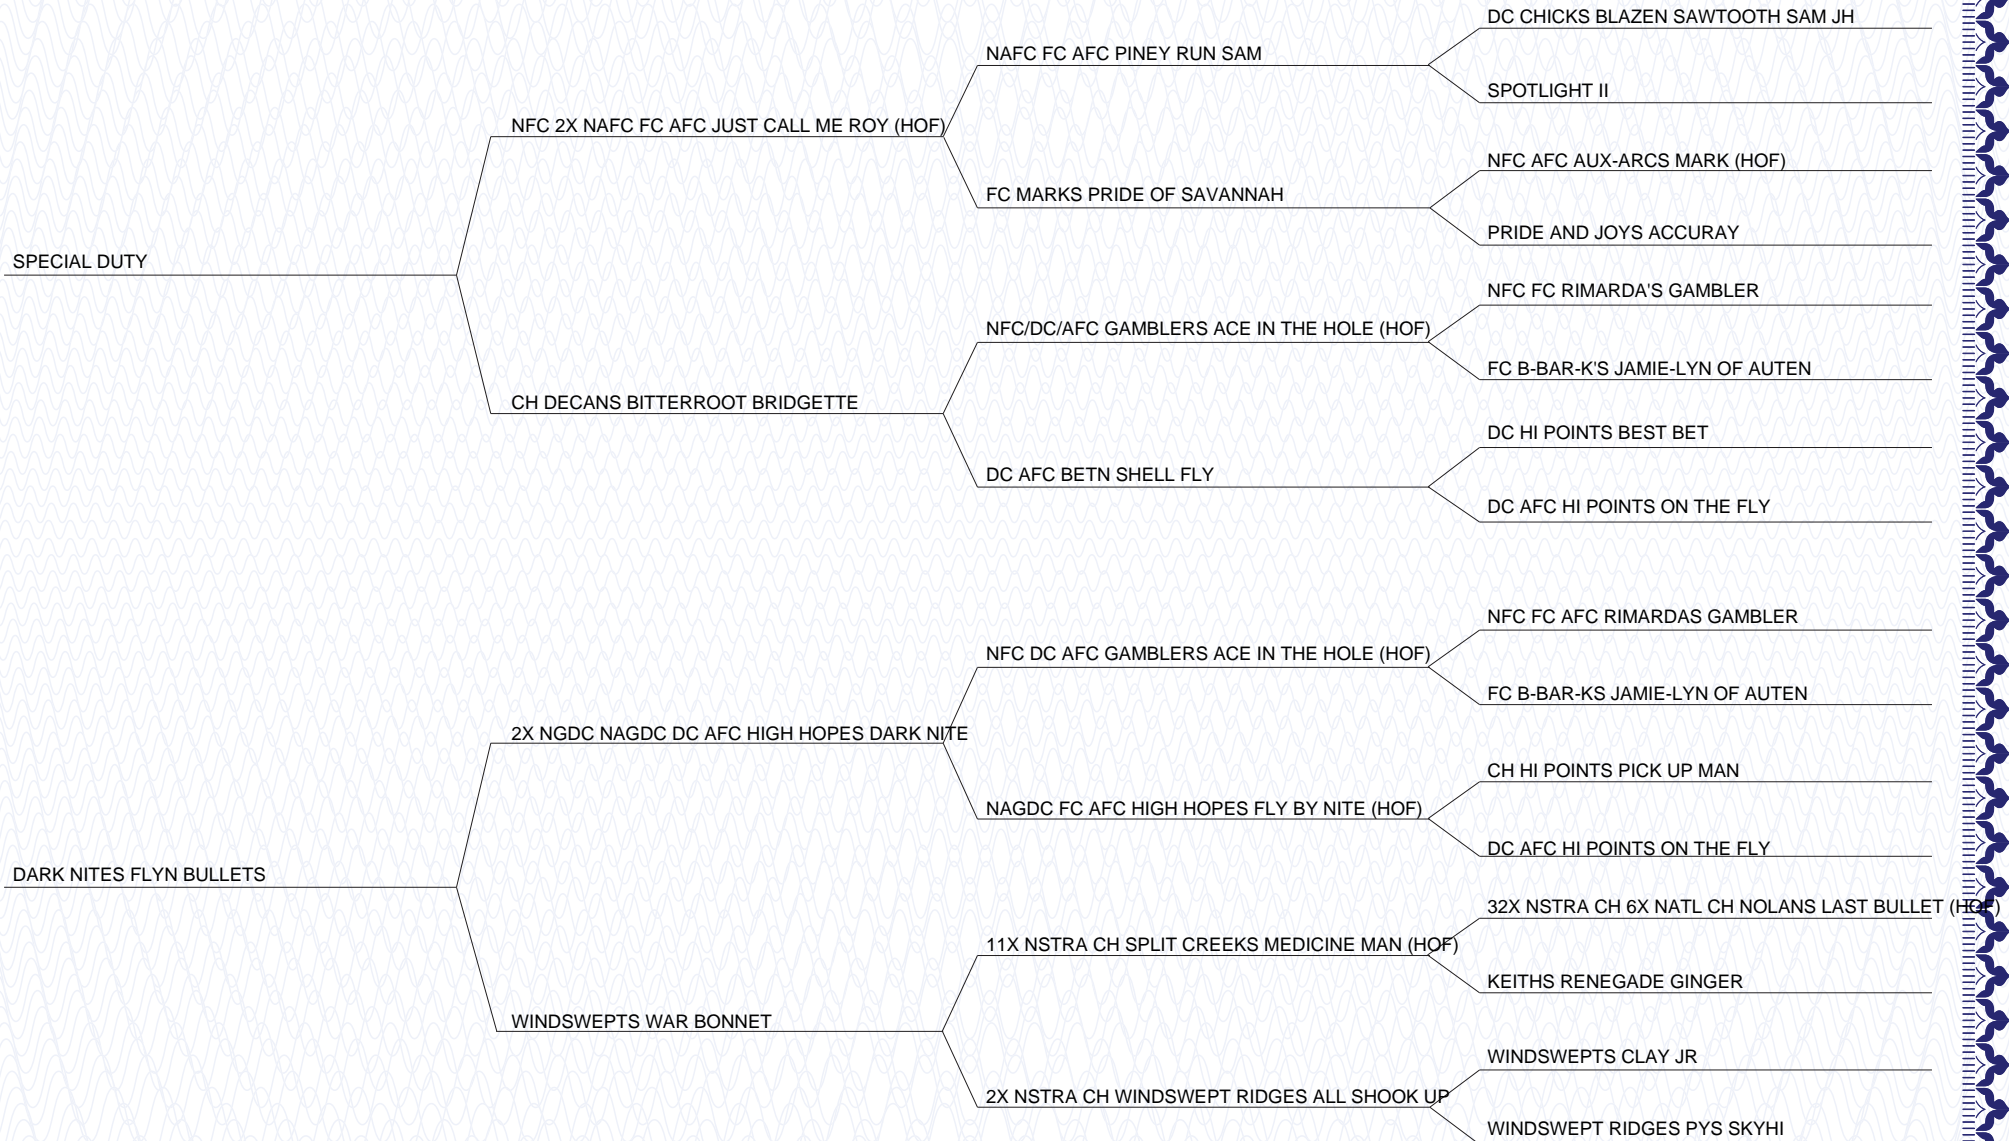 DC CHICKS BLAZEN SAWTOOTH SAM JH
NAFC FC AFC PINEY RUN SAM
SPOTLIGHT II
NFC 2X NAFC FC AFC JUST CALL ME ROY (HOF)
NFC AFC AUX-ARCS MARK (HOF)
FC MARKS PRIDE OF SAVANNAH
PRIDE AND JOYS ACCURAY
SPECIAL DUTY
NFC FC RIMARDA'S GAMBLER
NFC/DC/AFC GAMBLERS ACE IN THE HOLE (HOF)
FC B-BAR-K'S JAMIE-LYN OF AUTEN
CH DECANS BITTERROOT BRIDGETTE
DC HI POINTS BEST BET
DC AFC BETN SHELL FLY
DC AFC HI POINTS ON THE FLY
NFC FC AFC RIMARDAS GAMBLER
NFC DC AFC GAMBLERS ACE IN THE HOLE (HOF)
FC B-BAR-KS JAMIE-LYN OF AUTEN
2X NGDC NAGDC DC AFC HIGH HOPES DARK NITE
CH HI POINTS PICK UP MAN
NAGDC FC AFC HIGH HOPES FLY BY NITE (HOF)
DC AFC HI POINTS ON THE FLY
DARK NITES FLYN BULLETS
32X NSTRA CH 6X NATL CH NOLANS LAST BULLET (HOF)
11X NSTRA CH SPLIT CREEKS MEDICINE MAN (HOF)
KEITHS RENEGADE GINGER
WINDSWEPTS WAR BONNET
WINDSWEPTS CLAY JR
2X NSTRA CH WINDSWEPT RIDGES ALL SHOOK UP
WINDSWEPT RIDGES PYS SKYHI